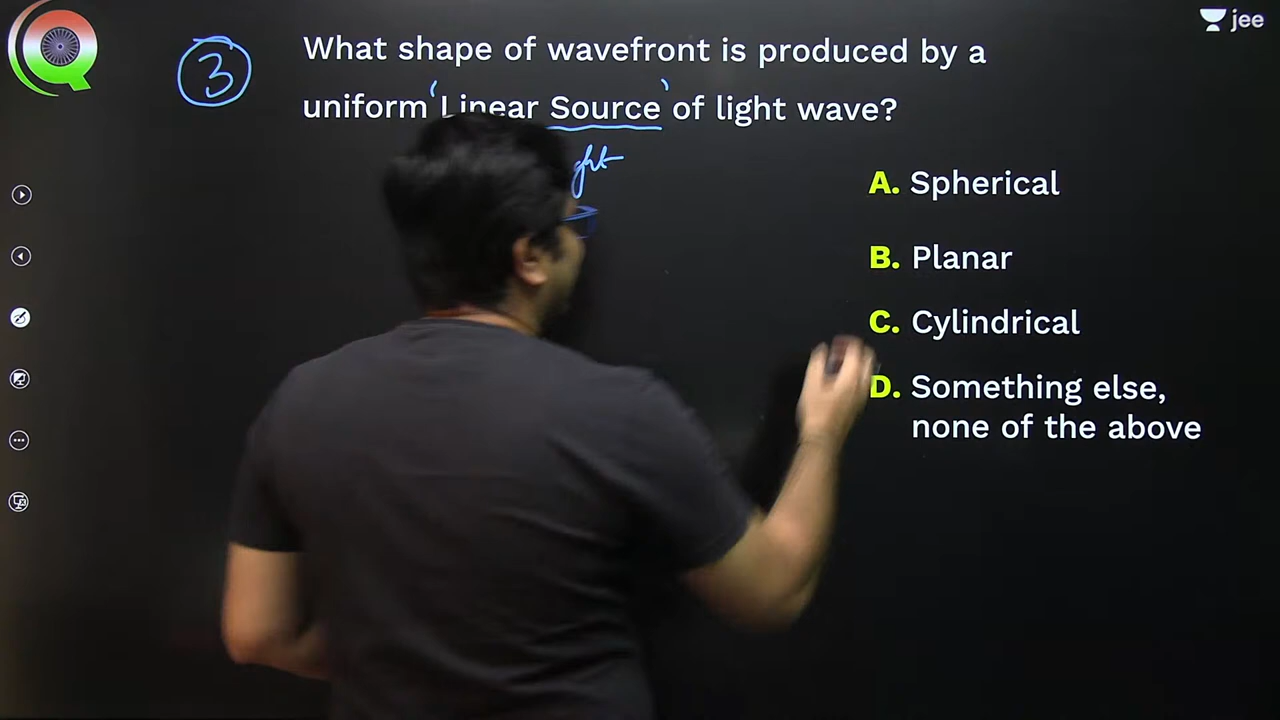 jee
3
What shape of wavefront is produced by a
uniform 'Linear Source' of light wave?
A. Spherical
B. Planar
C. Cylindrical
D. Something else,
none of the above